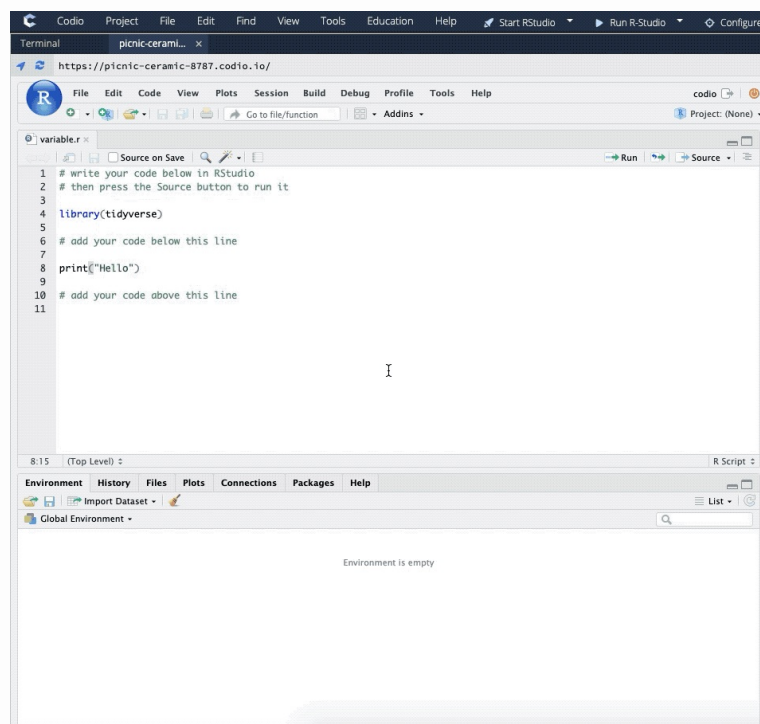 Codio Project File Edit Find View Tools Education Help Start RStudio Run R-Studio Configure
Terminal picnic-cerami... ×
https://picnic-ceramic-8787.codio.io/
R File Edit Code View Plots Session Build Debug Profile Tools Help codio
Go to file/function Addins R Project: (None)
variable.r ×
Source on Save Run Source
1 # write your code below in RStudio
2 # then press the Source button to run it
3
4 library(tidyverse)
5
6 # add your code below this line
7
8 print("Hello")
9
10 # add your code above this line
11
8:15 (Top Level) R Script
Environment History Files Plots Connections Packages Help
Import Dataset List
Global Environment
Environment is empty